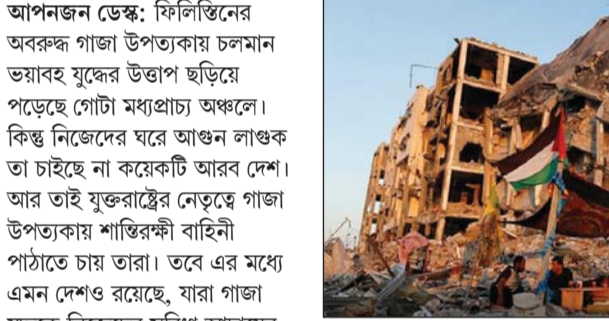 আপনজন ডেস্ক: ফিলিস্তিনের
অবরুদ্ধ গাজা উপত্যকায় চলমান
ভয়াবহ যুদ্ধের উত্তাপ ছড়িয়ে
পড়েছে গোটা মধ্যপ্রাচ্য অঞ্চলে।
কিন্তু নিজেদের ঘরে আগুন লাগুক
তা চাইছে না কয়েকটি আরব দেশ।
আর তাই যুক্তরাষ্ট্রের নেতৃত্বে গাজা
উপত্যকায় শান্তিরক্ষী বাহিনী
পাঠাতে চায় তারা। তবে এর মধ্যে
এমন দেশও রয়েছে, যারা গাজা